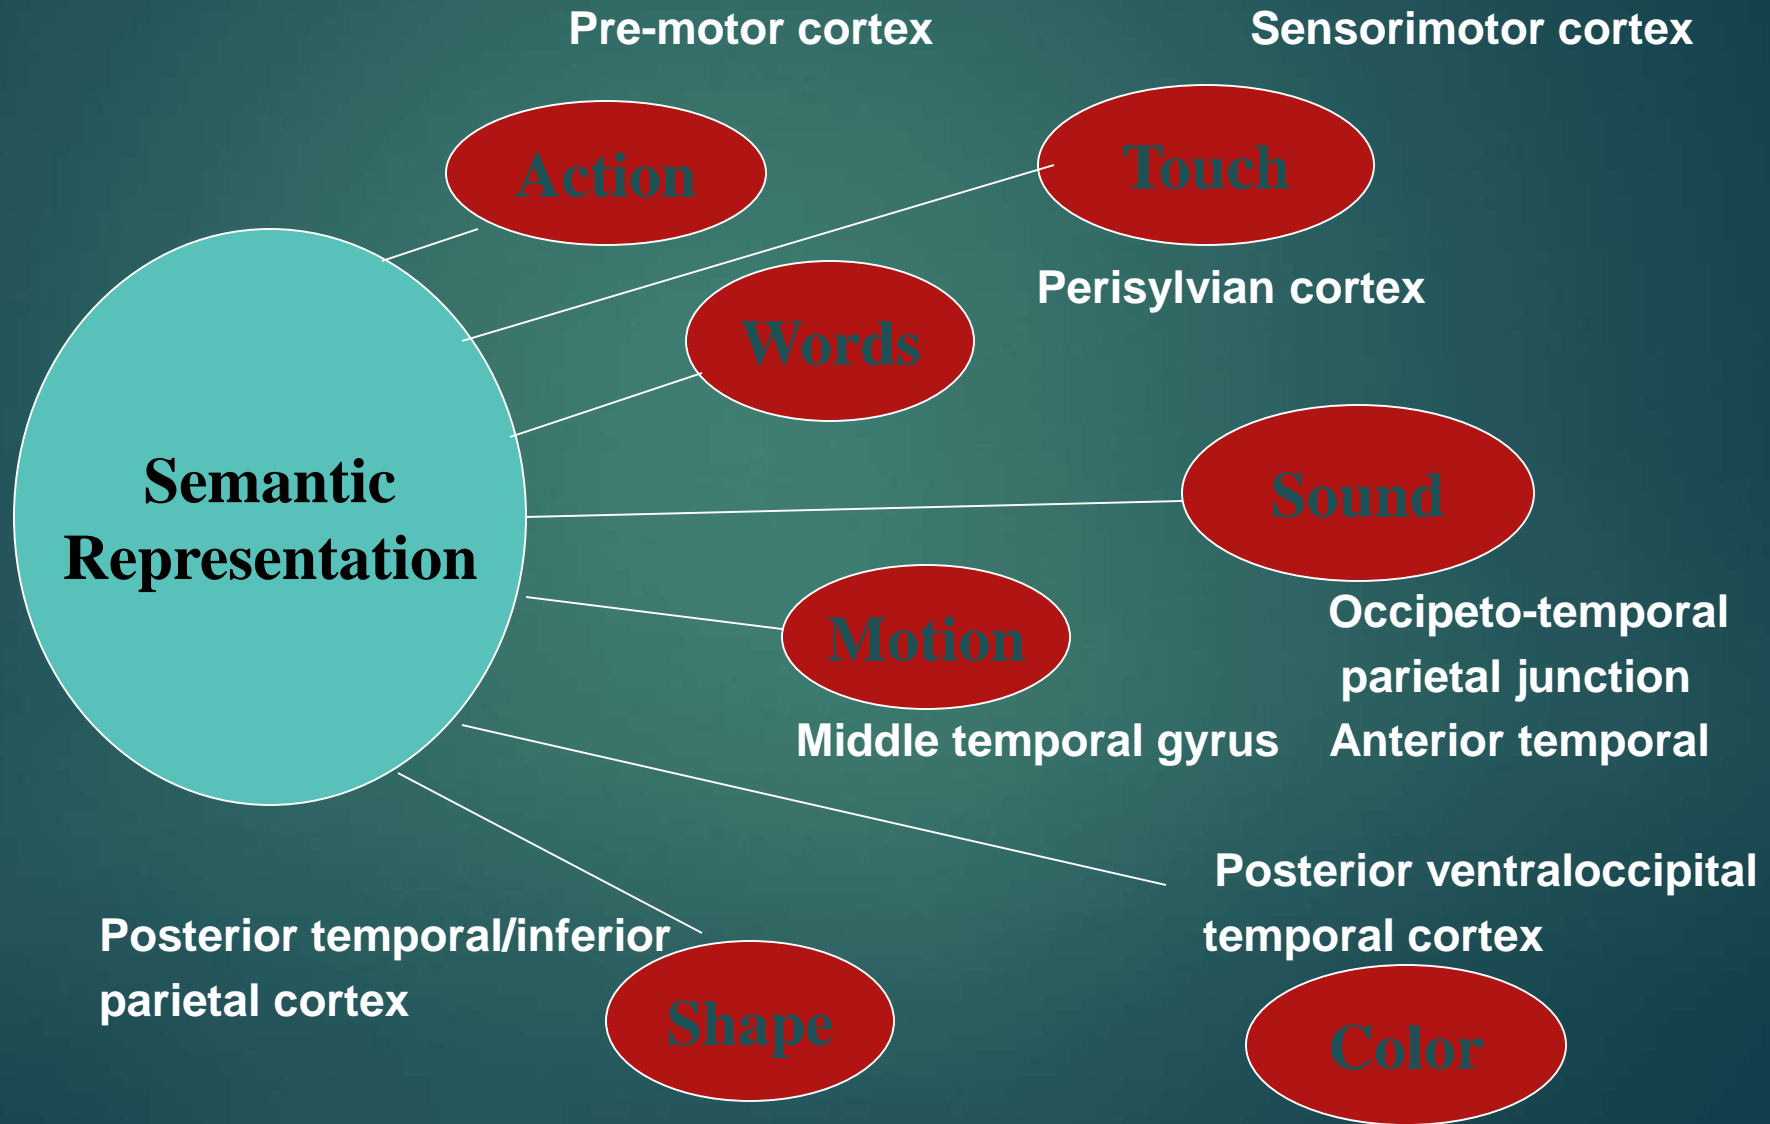 Pre-motor cortex
Sensorimotor cortex
Action
Touch
Perisylvian cortex
Words
Semantic
Representation
Sound
Occipeto-temporal
parietal junction
Anterior temporal
Motion
Middle temporal gyrus
Posterior ventraloccipital
temporal cortex
Posterior temporal/inferior
parietal cortex
Shape
Color